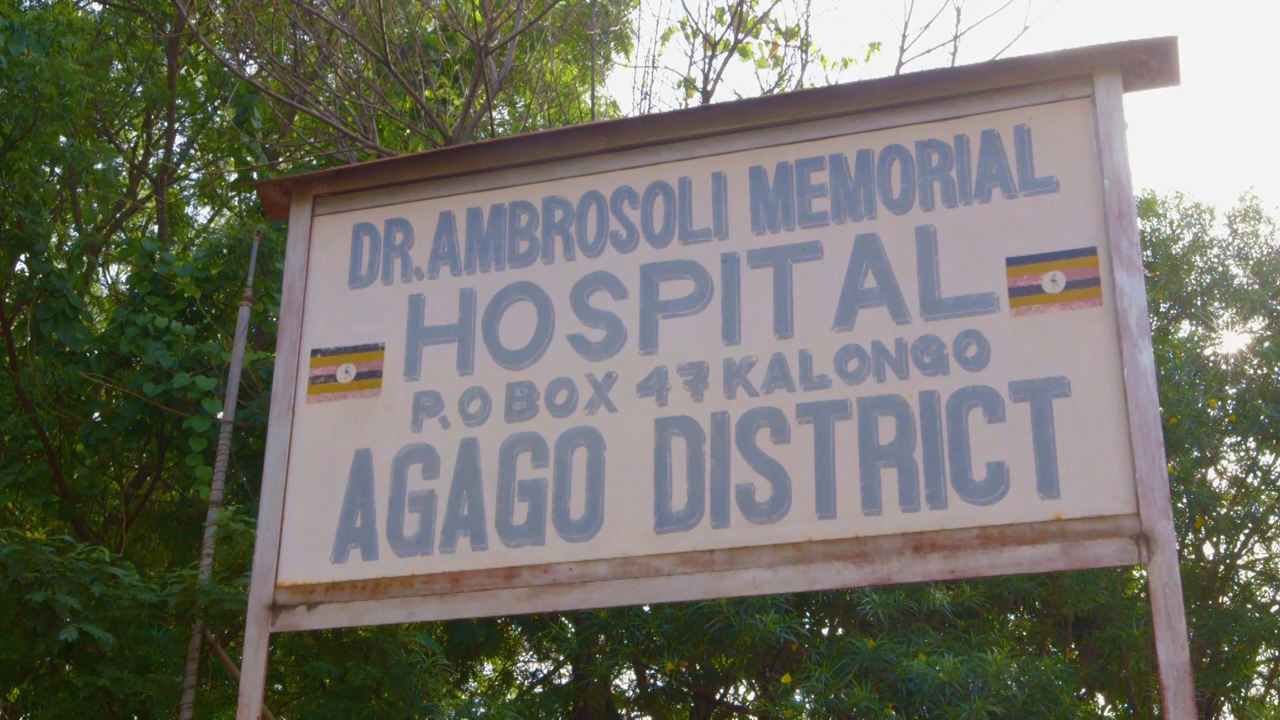 DR. AMBROSOLI MEMORIAL
HOSPITAL
P.O BOX 47 KALONGO
AGAGO DISTRICT